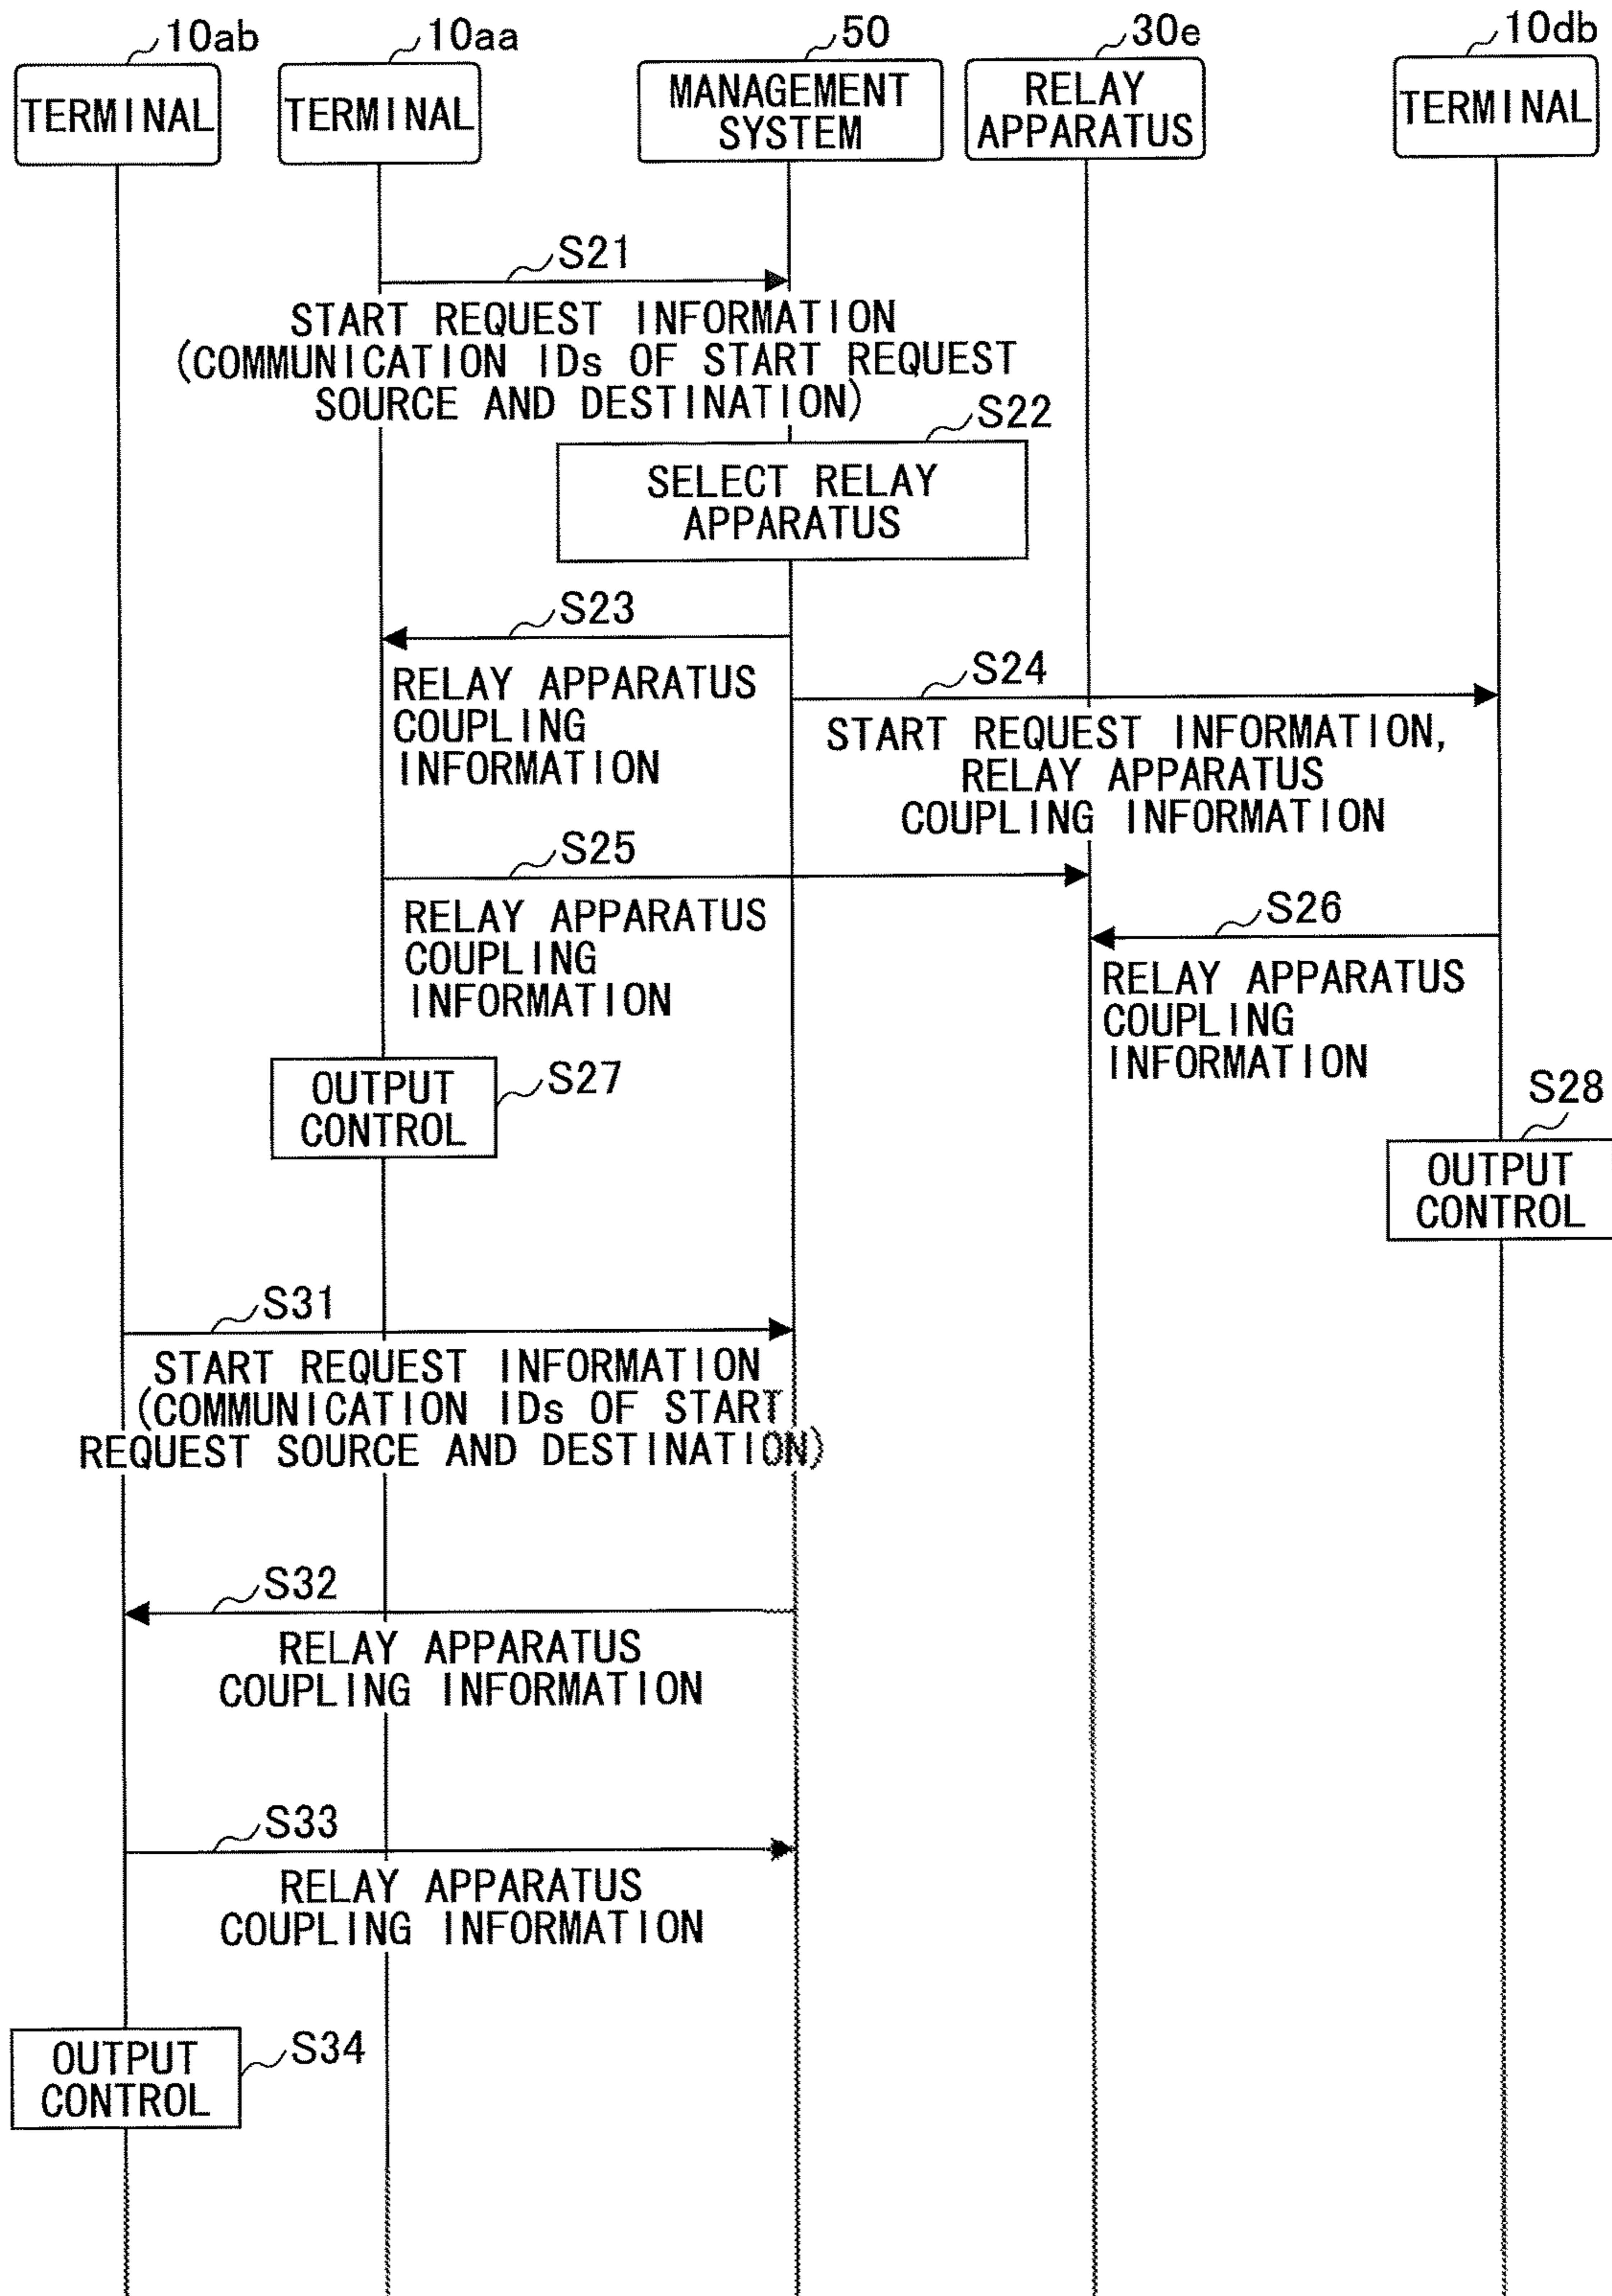 10ab
10aa
50
30e
10db
TERMINAL
TERMINAL
MANAGEMENT
SYSTEM
RELAY
APPARATUS
TERMINAL
S21
START REQUEST INFORMATION
(COMMUNICATION IDs OF START REQUEST
SOURCE AND DESTINATION)
S22
SELECT RELAY
APPARATUS
S23
RELAY APPARATUS
COUPLING
INFORMATION
S24
START REQUEST INFORMATION,
RELAY APPARATUS
COUPLING INFORMATION
S25
RELAY APPARATUS
COUPLING
INFORMATION
S26
RELAY APPARATUS
COUPLING
INFORMATION
OUTPUT
CONTROL
S27
S28
OUTPUT
CONTROL
S31
START REQUEST INFORMATION
(COMMUNICATION IDs OF START
REQUEST SOURCE AND DESTINATION)
S32
RELAY APPARATUS
COUPLING INFORMATION
S33
RELAY APPARATUS
COUPLING INFORMATION
OUTPUT
CONTROL
S34